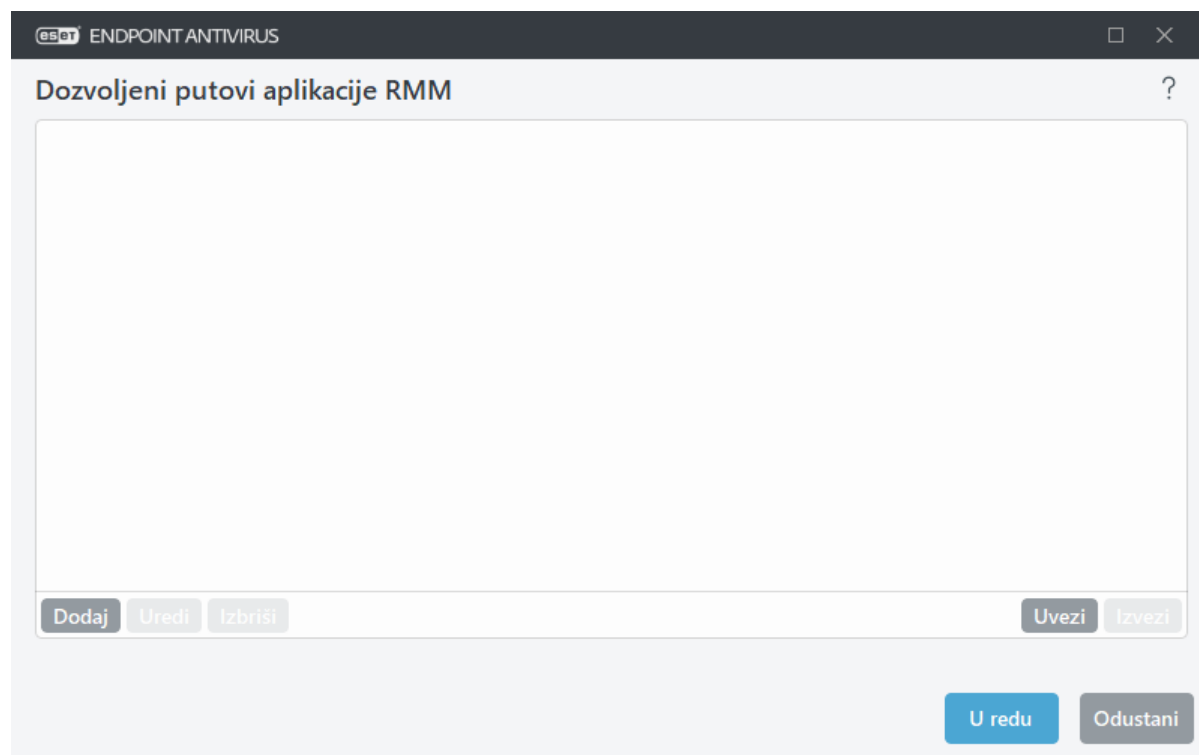 eset ENDPOINT ANTIVIRUS
Dozvoljeni putovi aplikacije RMM
?
Dodaj Uredi Izbriši Uvezi Izvezi
U redu Odustani